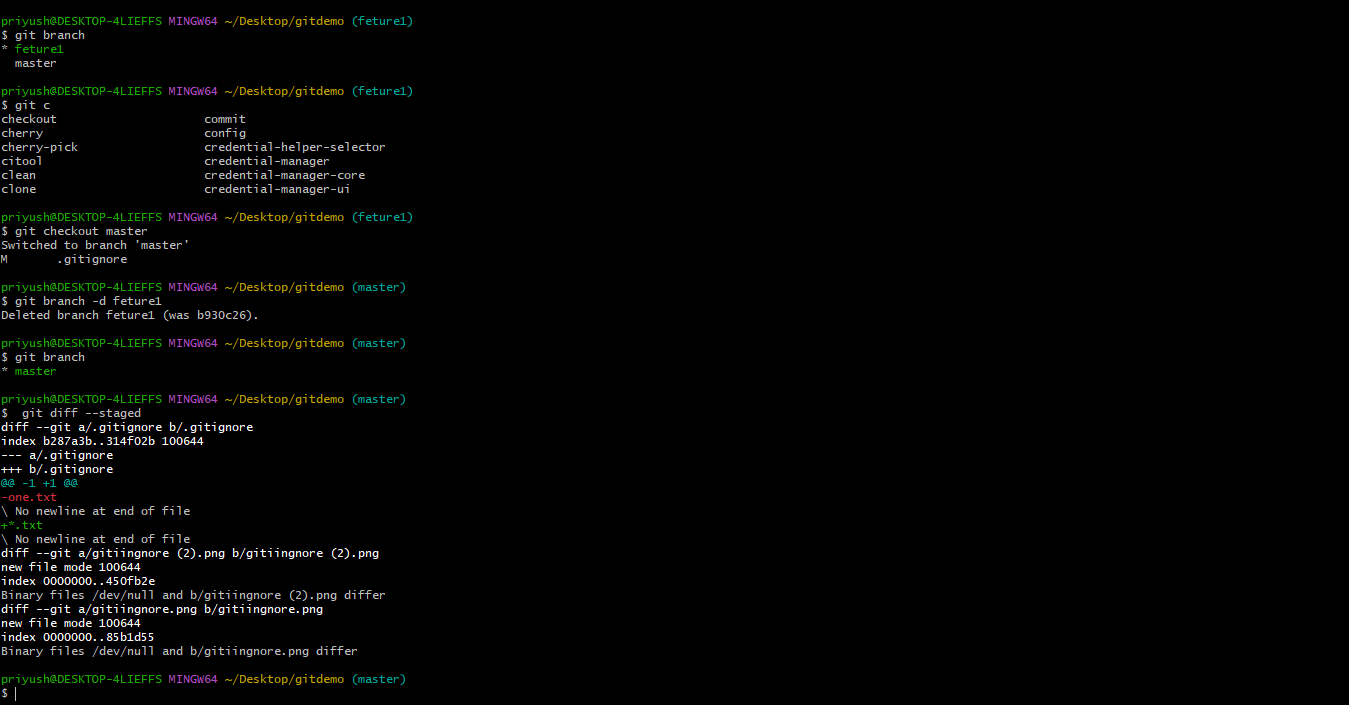 priyush@DESKTOP-4LIEFFS MINGW64 ~/Desktop/gitdemo (feture1)
$ git branch
* feture1
  master
priyush@DESKTOP-4LIEFFS MINGW64 ~/Desktop/gitdemo (feture1)
$ git c
checkout                     commit
cherry                       config
cherry-pick                  credential-helper-selector
citool                       credential-manager
clean                        credential-manager-core
clone                        credential-manager-ui
priyush@DESKTOP-4LIEFFS MINGW64 ~/Desktop/gitdemo (feture1)
$ git checkout master
Switched to branch 'master'
M       .gitignore
priyush@DESKTOP-4LIEFFS MINGW64 ~/Desktop/gitdemo (master)
$ git branch -d feture1
Deleted branch feture1 (was b930c26).
priyush@DESKTOP-4LIEFFS MINGW64 ~/Desktop/gitdemo (master)
$ git branch
* master
priyush@DESKTOP-4LIEFFS MINGW64 ~/Desktop/gitdemo (master)
$  git diff --staged
diff --git a/.gitignore b/.gitignore
index b287a3b..314f02b 100644
--- a/.gitignore
+++ b/.gitignore
@@ -1 +1 @@
-one.txt
\ No newline at end of file
+*.txt
\ No newline at end of file
diff --git a/gitiingnore (2).png b/gitiingnore (2).png
new file mode 100644
index 0000000..450fb2e
Binary files /dev/null and b/gitiingnore (2).png differ
diff --git a/gitiingnore.png b/gitiingnore.png
new file mode 100644
index 0000000..85b1d55
Binary files /dev/null and b/gitiingnore.png differ
priyush@DESKTOP-4LIEFFS MINGW64 ~/Desktop/gitdemo (master)
$